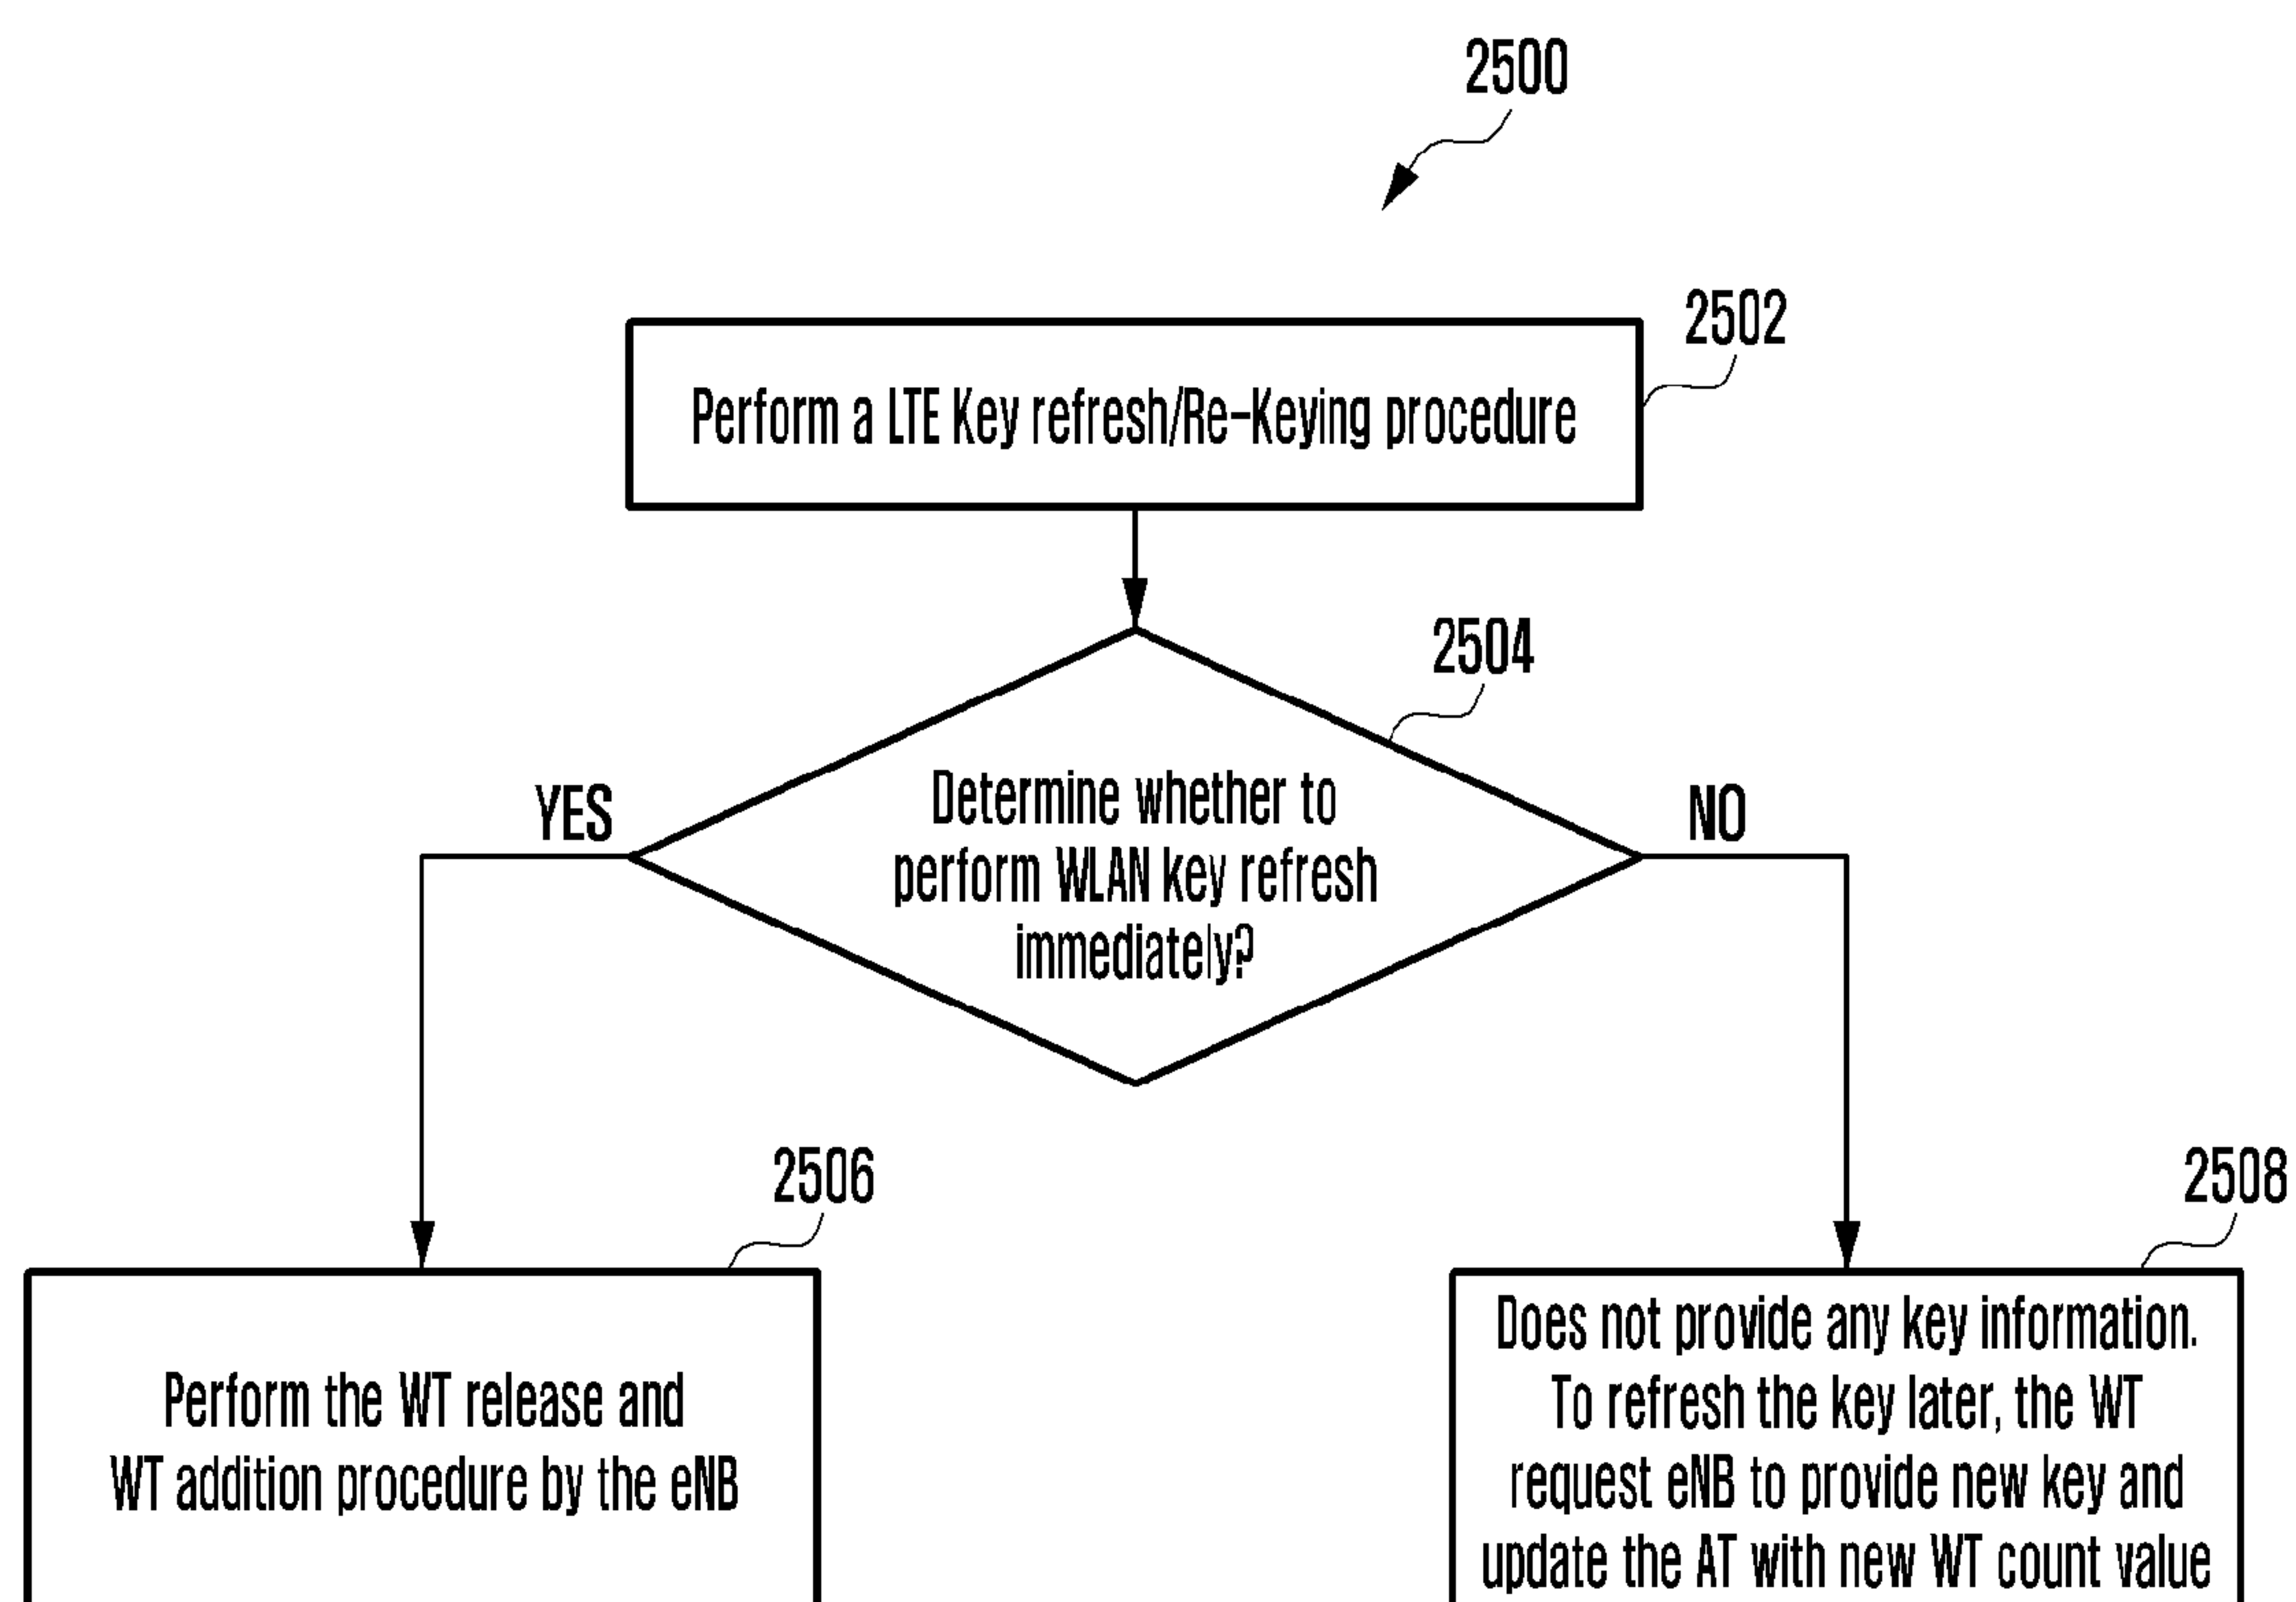 2500
2502
Perform a LTE Key refresh/Re-Keying procedure
2504
Determine whether to
perform WLAN key refresh
immediately?
YES
NO
2506
Perform the WT release and
WT addition procedure by the eNB
2508
Does not provide any key information.
To refresh the key later, the WT
request eNB to provide new key and
update the AT with new WT count value